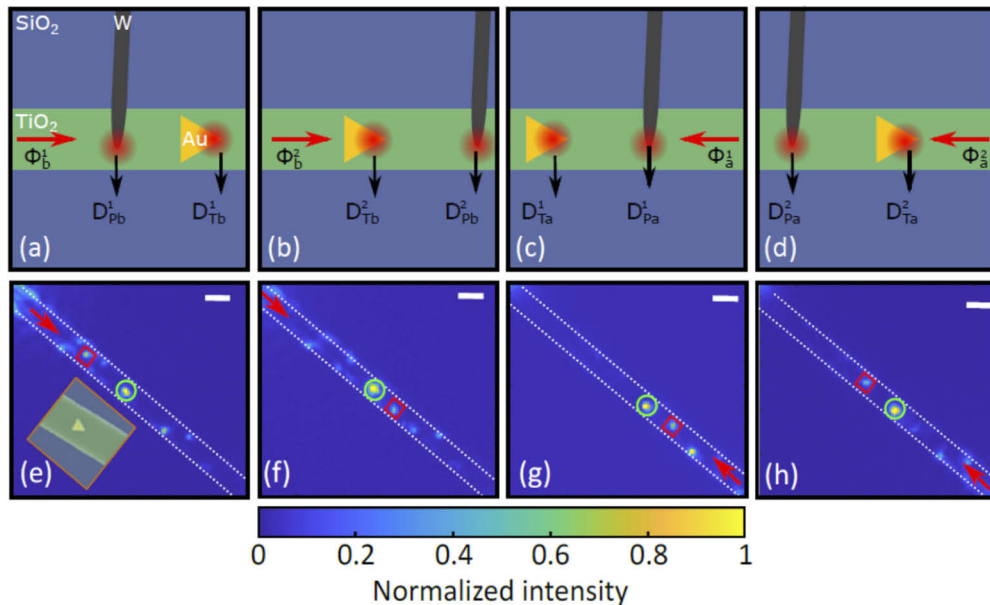 SiO₂ W
TiO₂
Au
Φ¹b
D¹Pb D¹Tb
(a)
Φ²b
D²Tb D²Pb
(b)
Φ¹a
D¹Ta D¹Pa
(c)
Φ²a
D²Pa D²Ta
(d)
(e)
(f)
(g)
(h)
0 0.2 0.4 0.6 0.8 1
Normalized intensity